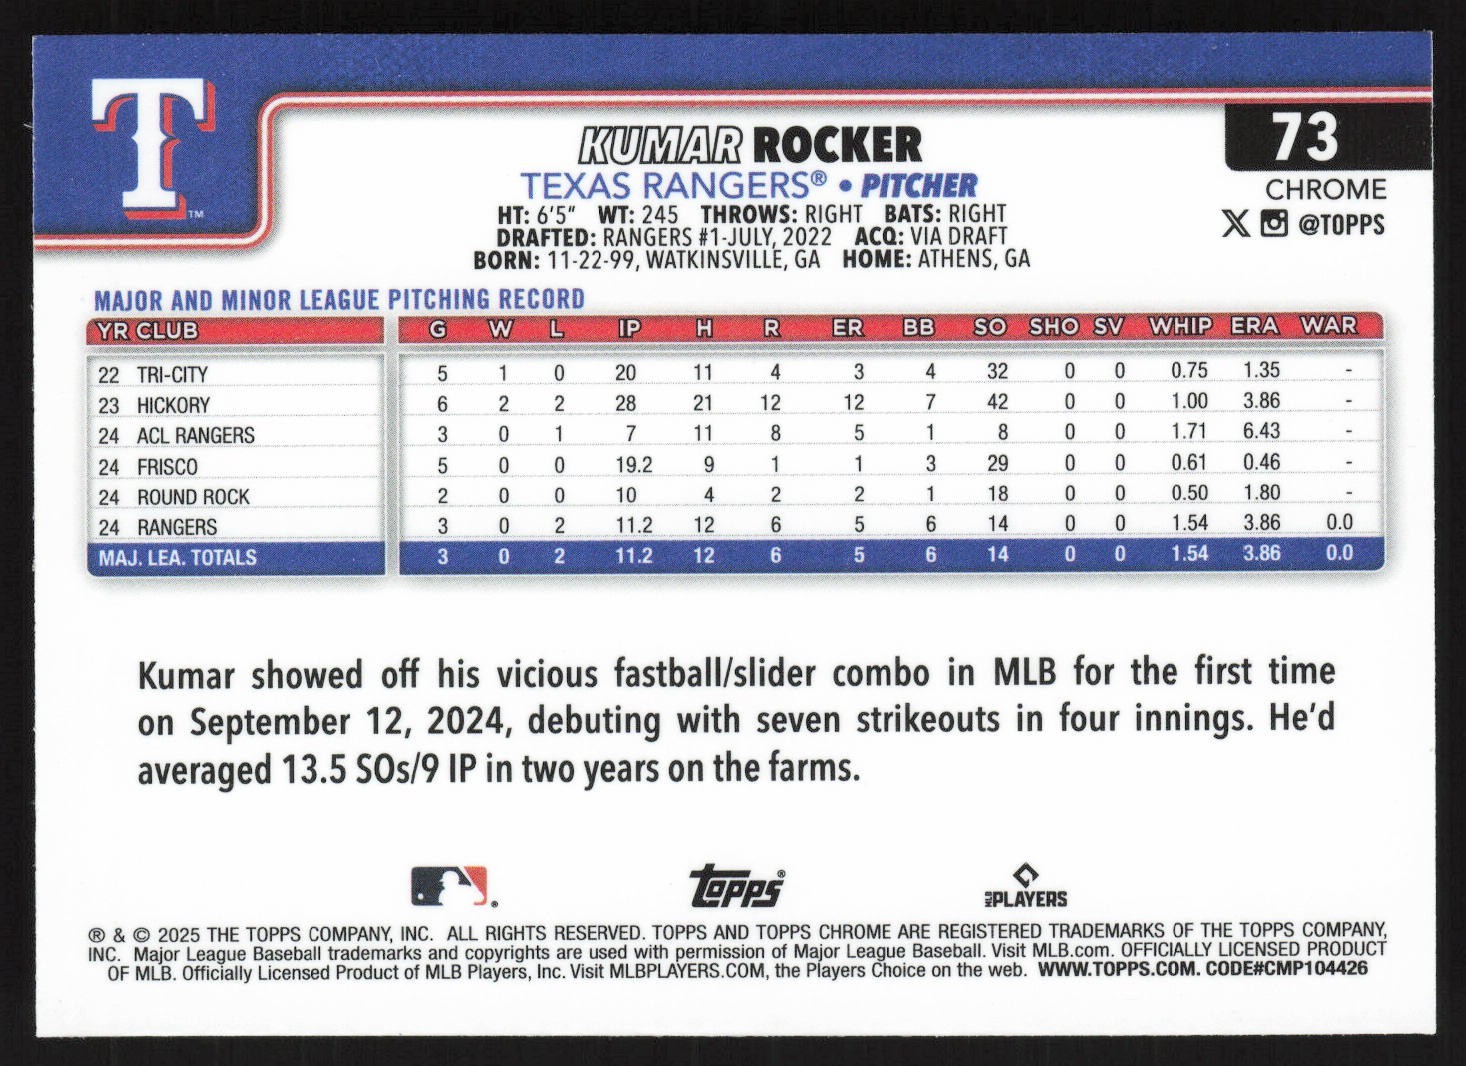 T™
73
KUMAR ROCKER
CHROME
TEXAS RANGERS® • PITCHER
HT: 6'5" WT: 245 THROWS: RIGHT BATS: RIGHT
X @TOPPS
DRAFTED: RANGERS #1-JULY, 2022 ACQ: VIA DRAFT
BORN: 11-22-99, WATKINSVILLE, GA HOME: ATHENS, GA
MAJOR AND MINOR LEAGUE PITCHING RECORD
YR CLUB G W L IP H R ER BB SO SHO SV WHIP ERA WAR
22 TRI-CITY 5 1 0 20 11 4 3 4 32 0 0 0.75 1.35 -
23 HICKORY 6 2 2 28 21 12 12 7 42 0 0 1.00 3.86 -
24 ACL RANGERS 3 0 1 7 11 8 5 1 8 0 0 1.71 6.43 -
24 FRISCO 5 0 0 19.2 9 1 1 3 29 0 0 0.61 0.46 -
24 ROUND ROCK 2 0 0 10 4 2 2 1 18 0 0 0.50 1.80 -
24 RANGERS 3 0 2 11.2 12 6 5 6 14 0 0 1.54 3.86 0.0
MAJ. LEA. TOTALS 3 0 2 11.2 12 6 5 6 14 0 0 1.54 3.86 0.0
Kumar showed off his vicious fastball/slider combo in MLB for the first time
on September 12, 2024, debuting with seven strikeouts in four innings. He'd
averaged 13.5 SOs/9 IP in two years on the farms.
topps®
MLB PLAYERS
® & © 2025 THE TOPPS COMPANY, INC. ALL RIGHTS RESERVED. TOPPS AND TOPPS CHROME ARE REGISTERED TRADEMARKS OF THE TOPPS COMPANY,
INC. Major League Baseball trademarks and copyrights are used with permission of Major League Baseball. Visit MLB.com. OFFICIALLY LICENSED PRODUCT
OF MLB. Officially Licensed Product of MLB Players, Inc. Visit MLBPLAYERS.COM, the Players Choice on the web. WWW.TOPPS.COM. CODE#CMP104426